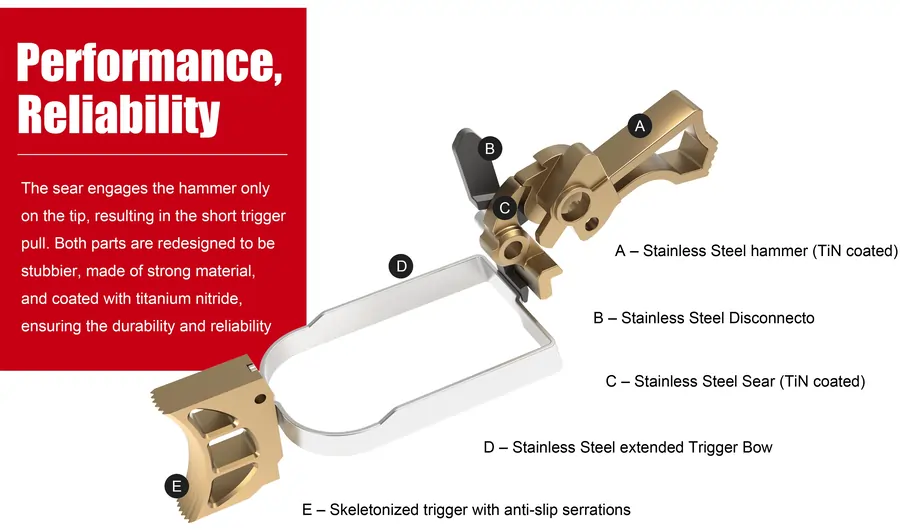 Performance,
Reliability
The sear engages the hammer only
on the tip, resulting in the short trigger
pull. Both parts are redesigned to be
stubbier, made of strong material,
and coated with titanium nitride,
ensuring the durability and reliability
A
B
C
D
A – Stainless Steel hammer (TiN coated)
B – Stainless Steel Disconnecto
C – Stainless Steel Sear (TiN coated)
D – Stainless Steel extended Trigger Bow
E
E – Skeletonized trigger with anti-slip serrations